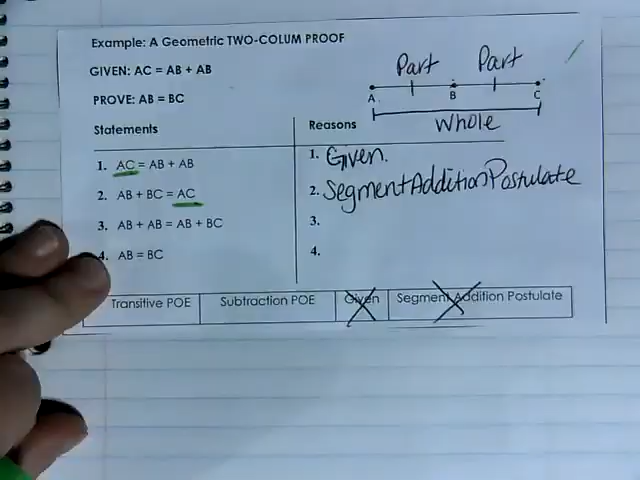 Example: A Geometric TWO-COLUM PROOF
GIVEN: AC = AB + AB
PROVE: AB = BC
Part Part
A B C
Whole
Statements Reasons
1. AC = AB + AB 1. Given.
2. AB + BC = AC 2. Segment Addition Postulate
3. AB + AB = AB + BC 3.
4. AB = BC 4.
Transitive POE Subtraction POE Given Segment Addition Postulate